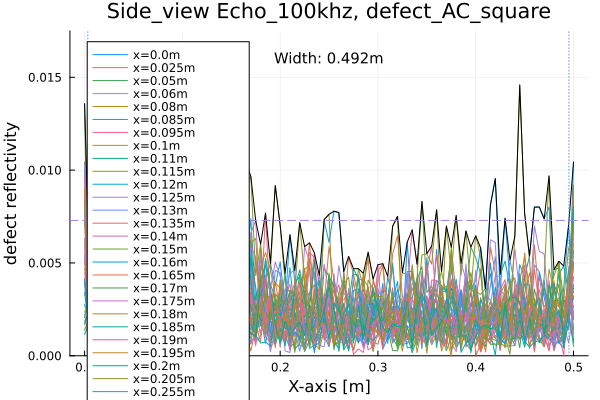 Side_view Echo_100khz, defect_AC_square
Width: 0.492m
defect reflectivity
0.015
0.010
0.005
0.000
x=0.0m
x=0.025m
x=0.05m
x=0.06m
x=0.08m
x=0.085m
x=0.095m
x=0.1m
x=0.11m
x=0.115m
x=0.12m
x=0.125m
x=0.13m
x=0.135m
x=0.14m
x=0.15m
x=0.16m
x=0.165m
x=0.17m
x=0.175m
x=0.18m
x=0.185m
x=0.19m
x=0.195m
x=0.2m
x=0.205m
x=0.255m
0.2 0.3 0.4 0.5
X-axis [m]